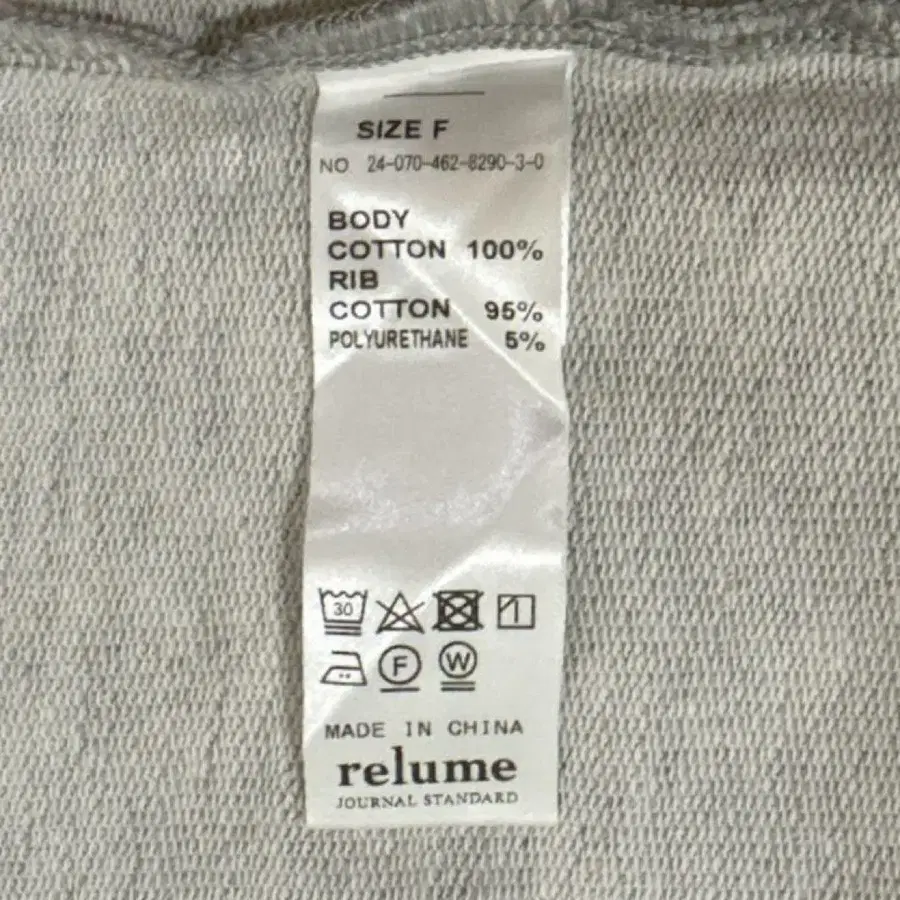 SIZE F
NO 24-070-462-8290-3-0
BODY
COTTON 100%
RIB
COTTON 95%
POLYURETHANE 5%
30
F W
MADE IN CHINA
relume
JOURNAL STANDARD